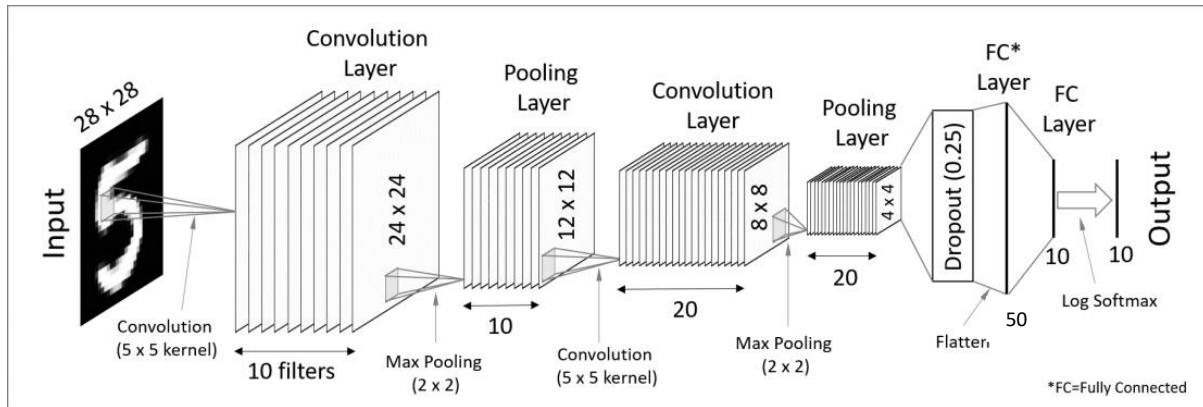 Input
28 x 28
Convolution
(5 x 5 kernel)
Convolution
Layer
24 x 24
10 filters
Max Pooling
(2 x 2)
Pooling
Layer
12 x 12
10
Convolution
(5 x 5 kernel)
Convolution
Layer
8 x 8
20
Max Pooling
(2 x 2)
Pooling
Layer
4 x 4
20
Dropout (0.25)
Flatten
FC*
Layer
50
FC
Layer
10
Log Softmax
10
Output
*FC=Fully Connected